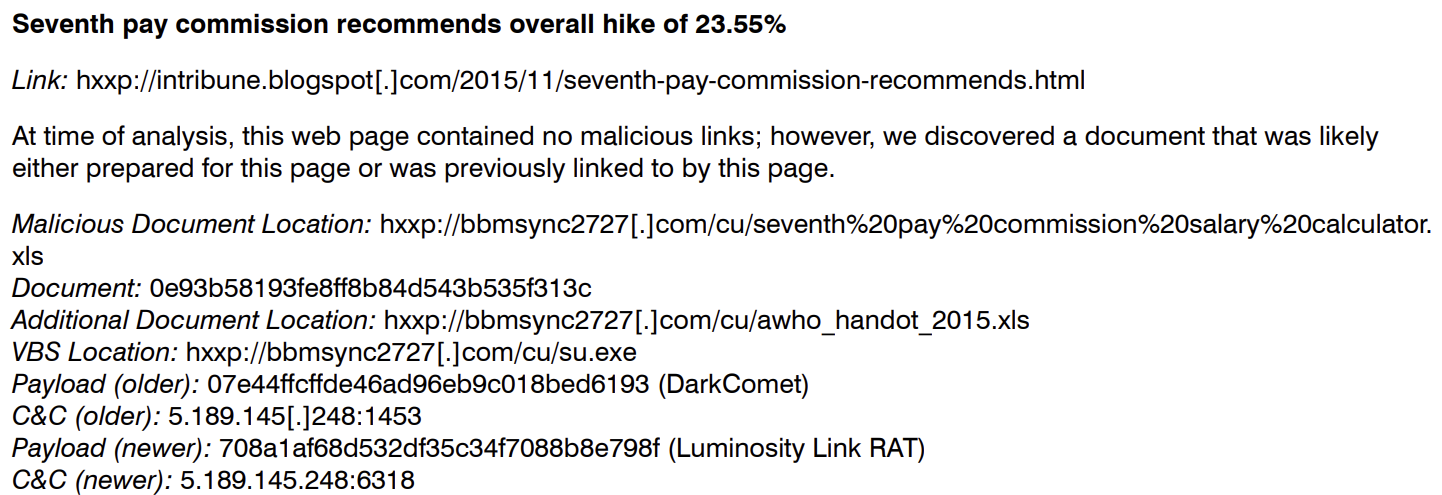 Seventh pay commission recommends overall hike of 23.55%
Link: hxxp://intribune.blogspot[.]com/2015/11/seventh-pay-commission-recommends.html
At time of analysis, this web page contained no malicious links; however, we discovered a document that was likely
either prepared for this page or was previously linked to by this page.
Malicious Document Location: hxxp://bbmsync2727[.]com/cu/seventh%20pay%20commission%20salary%20calculator.
xls
Document: 0e93b58193fe8ff8b84d543b535f313c
Additional Document Location: hxxp://bbmsync2727[.]com/cu/awho_handot_2015.xls
VBS Location: hxxp://bbmsync2727[.]com/cu/su.exe
Payload (older): 07e44ffcffde46ad96eb9c018bed6193 (DarkComet)
C&C (older): 5.189.145[.]248:1453
Payload (newer): 708a1af68d532df35c34f7088b8e798f (Luminosity Link RAT)
C&C (newer): 5.189.145.248:6318